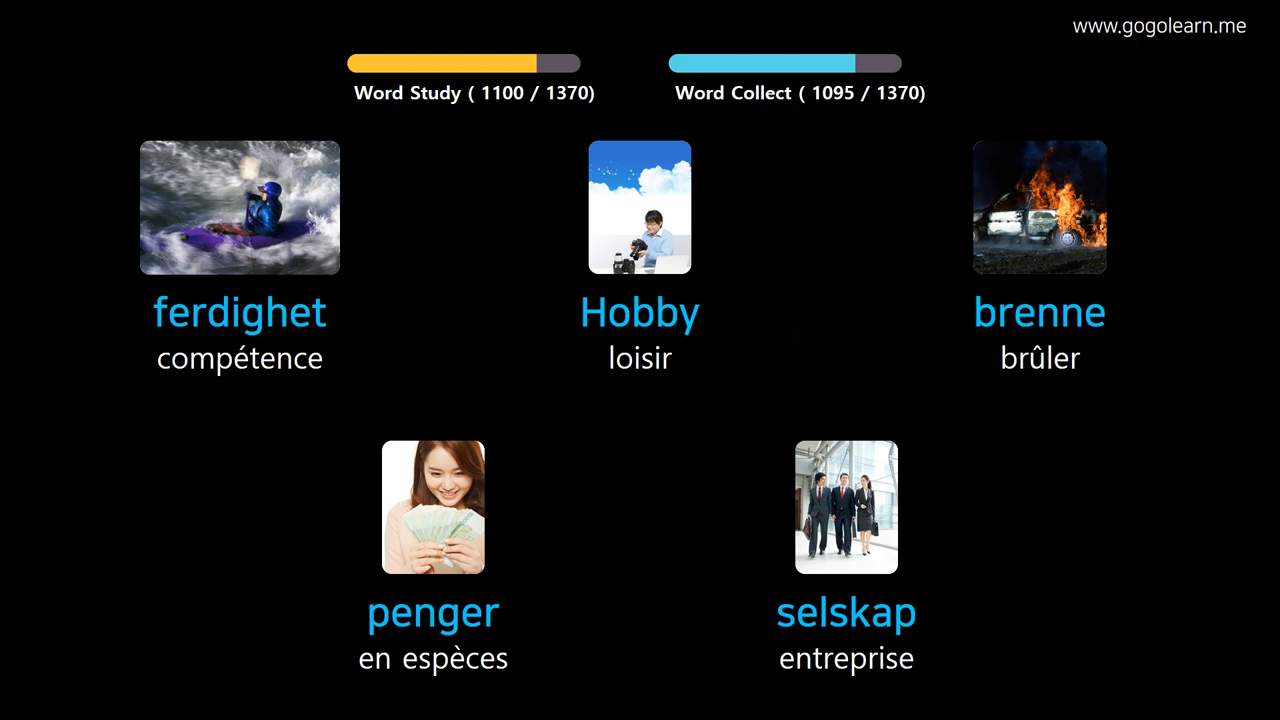 www.gogolearn.me
Word Study ( 1100 / 1370)
Word Collect ( 1095 / 1370)
ferdighet
compétence
Hobby
loisir
brenne
brûler
penger
en espèces
selskap
entreprise